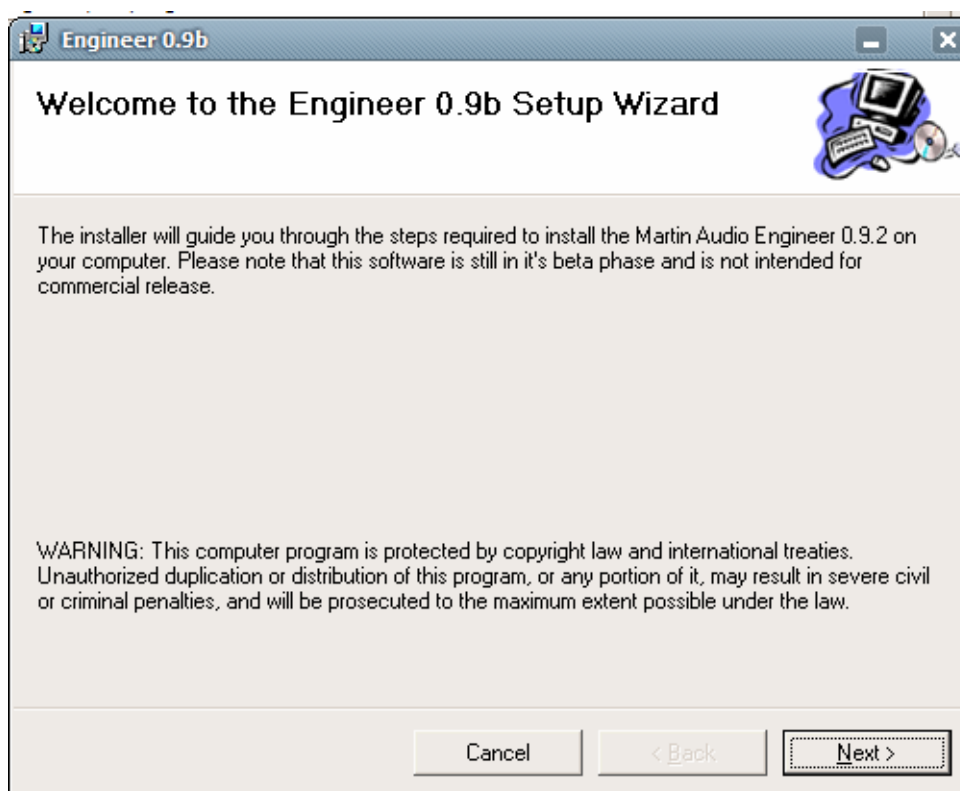 Engineer 0.9b
Welcome to the Engineer 0.9b Setup Wizard
The installer will guide you through the steps required to install the Martin Audio Engineer 0.9.2 on
your computer. Please note that this software is still in it's beta phase and is not intended for
commercial release.
WARNING: This computer program is protected by copyright law and international treaties.
Unauthorized duplication or distribution of this program, or any portion of it, may result in severe civil
or criminal penalties, and will be prosecuted to the maximum extent possible under the law.
Cancel
< Back
Next >